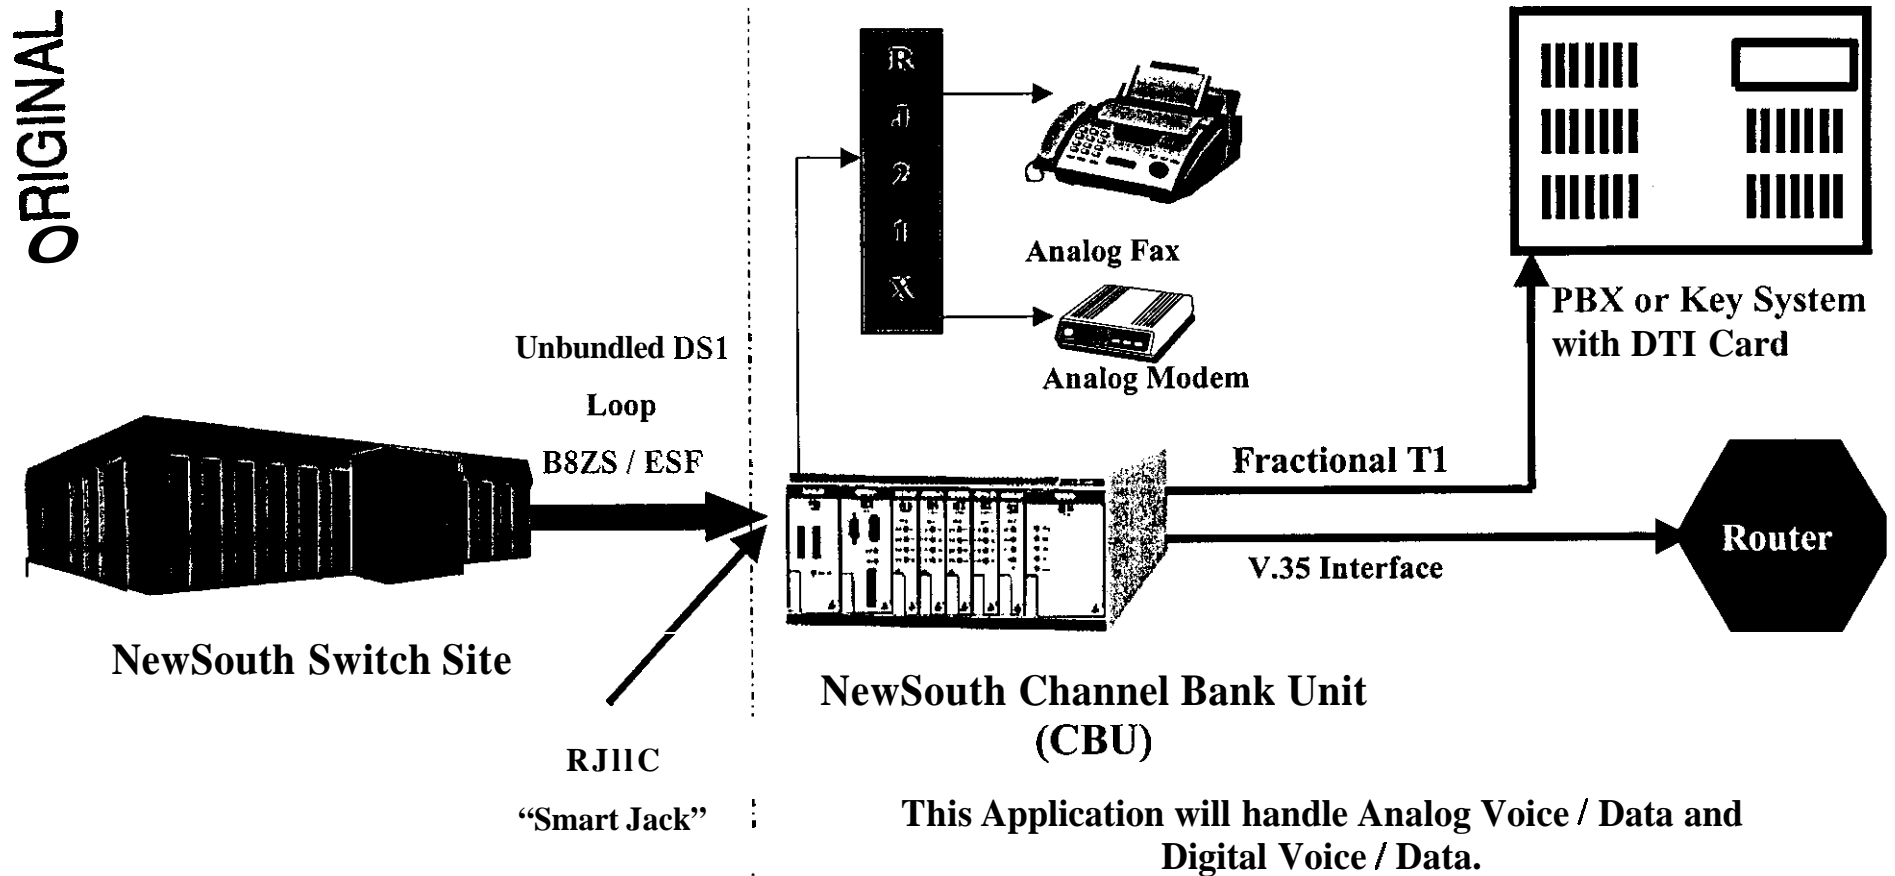 ORIGINAL
R
J
2
1
X
Analog Fax
Analog Modem
PBX or Key System
with DTI Card
Unbundled DS1
Loop
B8ZS / ESF
Fractional T1
V.35 Interface
Router
NewSouth Switch Site
NewSouth Channel Bank Unit
(CBU)
RJ11C
“Smart Jack”
This Application will handle Analog Voice / Data and
Digital Voice / Data.